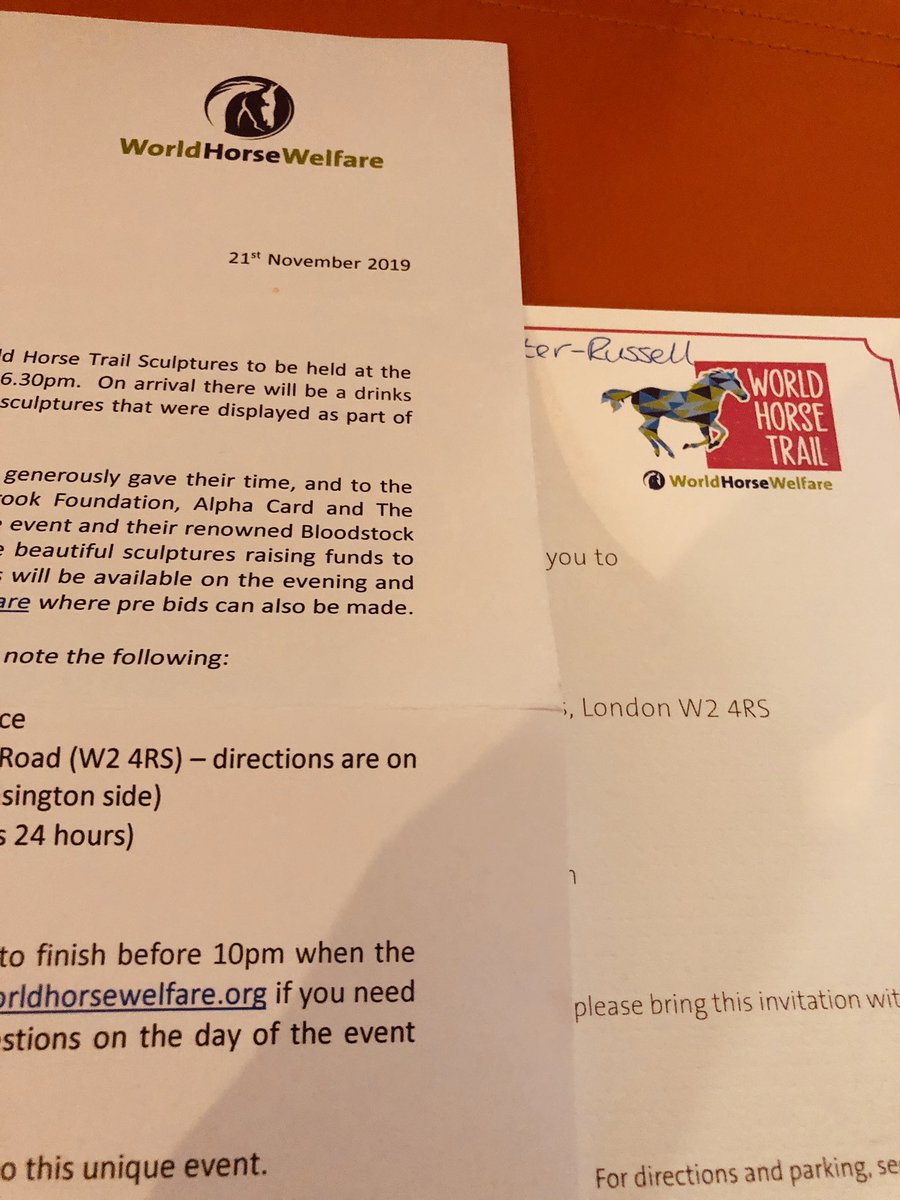 WorldHorseWelfare
21st November 2019
ld Horse Trail Sculptures to be held at the
6.30pm. On arrival there will be a drinks
sculptures that were displayed as part of
generously gave their time, and to the
rook Foundation, Alpha Card and The
e event and their renowned Bloodstock
e beautiful sculptures raising funds to
s will be available on the evening and
are where pre bids can also be made.
note the following:
ce
Road (W2 4RS) – directions are on
sington side)
s 24 hours)
to finish before 10pm when the
orldhorsewelfare.org if you need
estions on the day of the event
o this unique event.
ter-Russell
WORLD
HORSE
TRAIL
WorldHorseWelfare
you to
s, London W2 4RS
n
please bring this invitation wit
For directions and parking, se